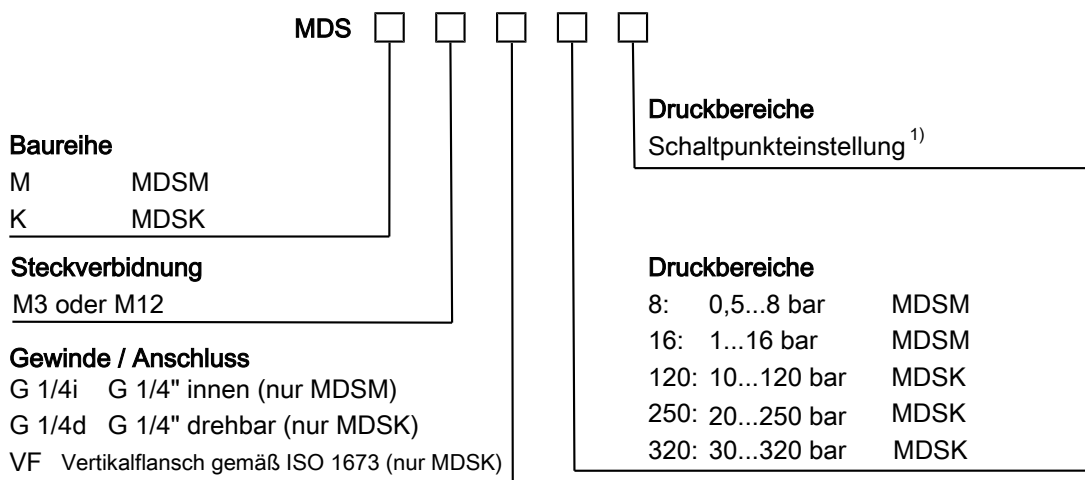 MDS
Baureihe
M MDSM
K MDSK
Steckverbidnung
M3 oder M12
Gewinde / Anschluss
G 1/4i G 1/4" innen (nur MDSM)
G 1/4d G 1/4" drehbar (nur MDSK)
VF Vertikalflansch gemäß ISO 1673 (nur MDSK)
Druckbereiche
Schaltpunkteinstellung 1)
Druckbereiche
8: 0,5...8 bar MDSM
16: 1...16 bar MDSM
120: 10...120 bar MDSK
250: 20...250 bar MDSK
320: 30...320 bar MDSK